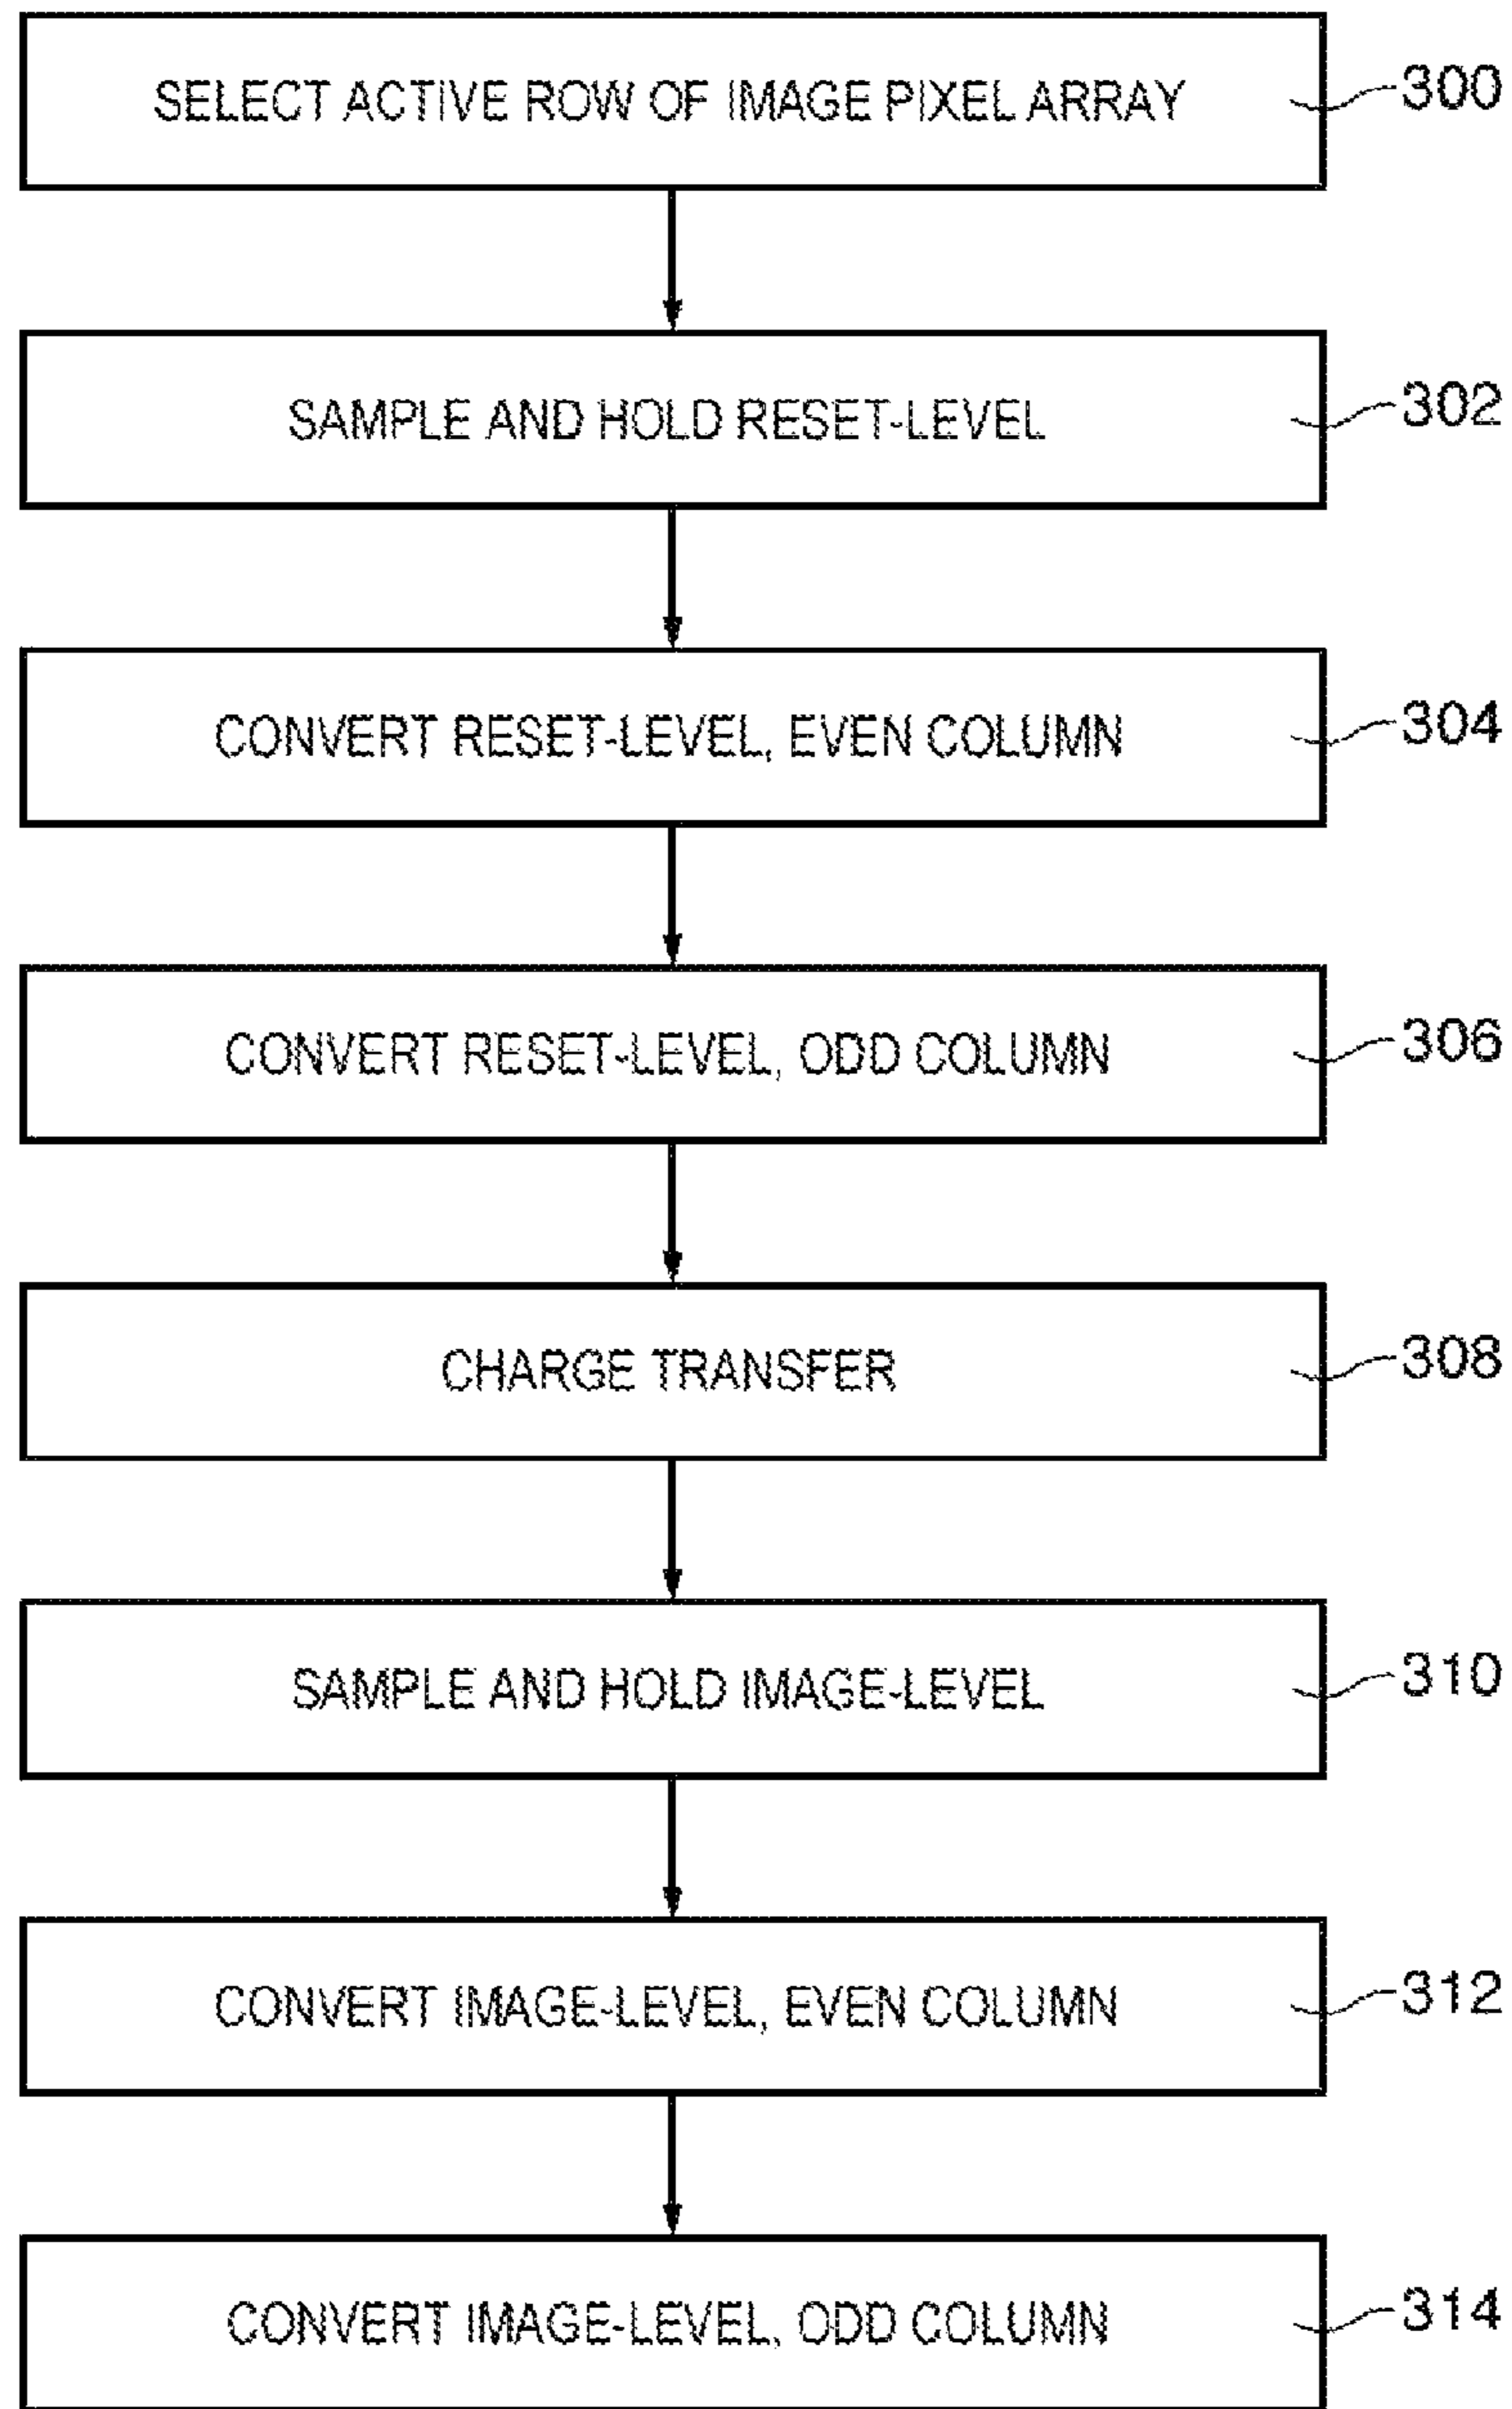 SELECT ACTIVE ROW OF IMAGE PIXEL ARRAY 300
SAMPLE AND HOLD RESET-LEVEL 302
CONVERT RESET-LEVEL, EVEN COLUMN 304
CONVERT RESET-LEVEL, ODD COLUMN 306
CHARGE TRANSFER 308
SAMPLE AND HOLD IMAGE-LEVEL 310
CONVERT IMAGE-LEVEL, EVEN COLUMN 312
CONVERT IMAGE-LEVEL, ODD COLUMN 314